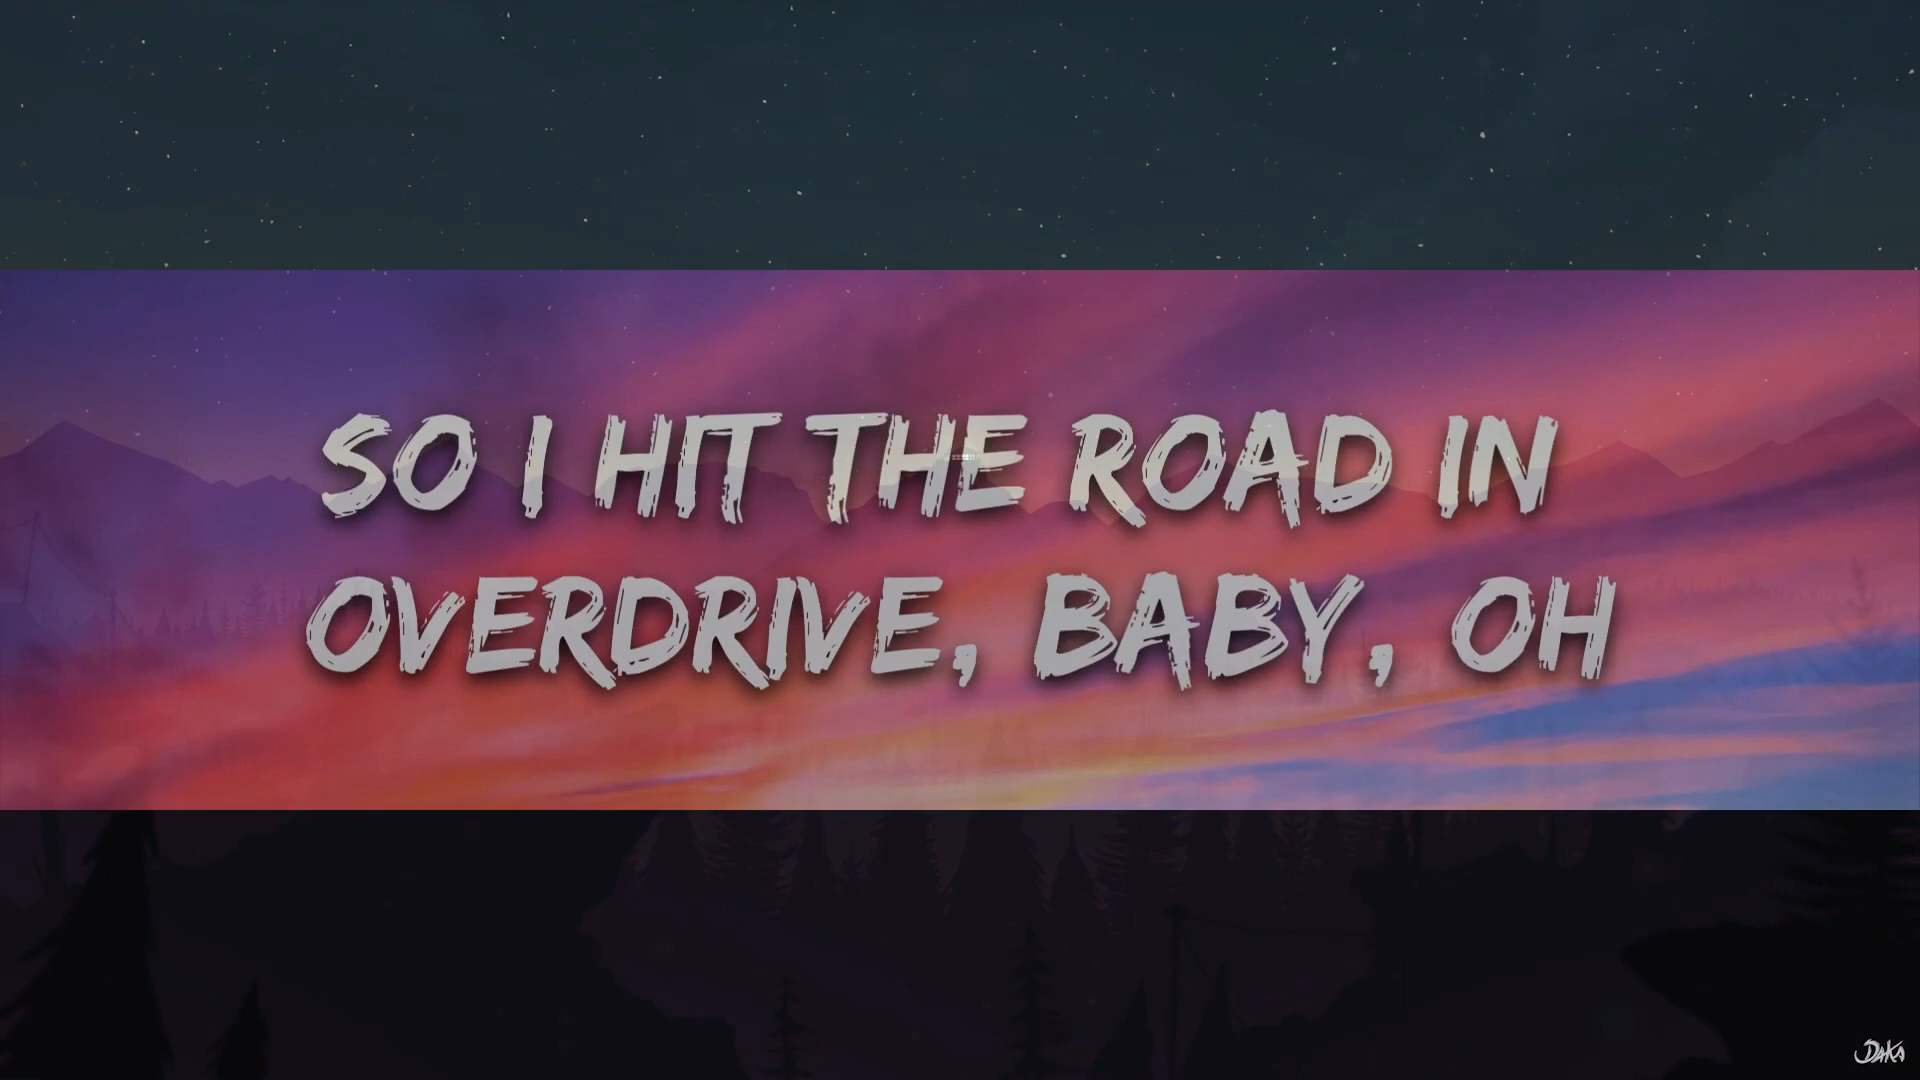 SO I HIT THE ROAD IN
OVERDRIVE, BABY, OH
DAKA